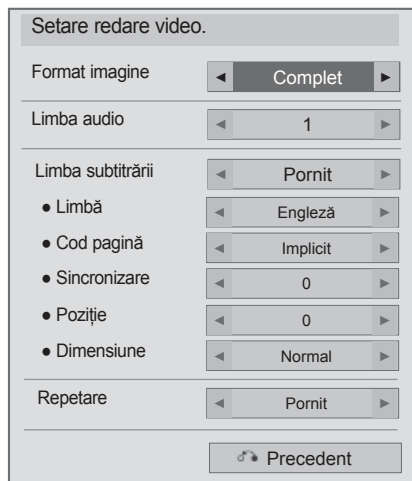 Setare redare video.
Format imagine ◄ Complet ►
Limba audio ◄ 1 ►
Limba subtitrării ◄ Pornit ►
● Limbă ◄ Engleză ►
● Cod pagină ◄ Implicit ►
● Sincronizare ◄ 0 ►
● Poziţie ◄ 0 ►
● Dimensiune ◄ Normal ►
Repetare ◄ Pornit ►
Precedent